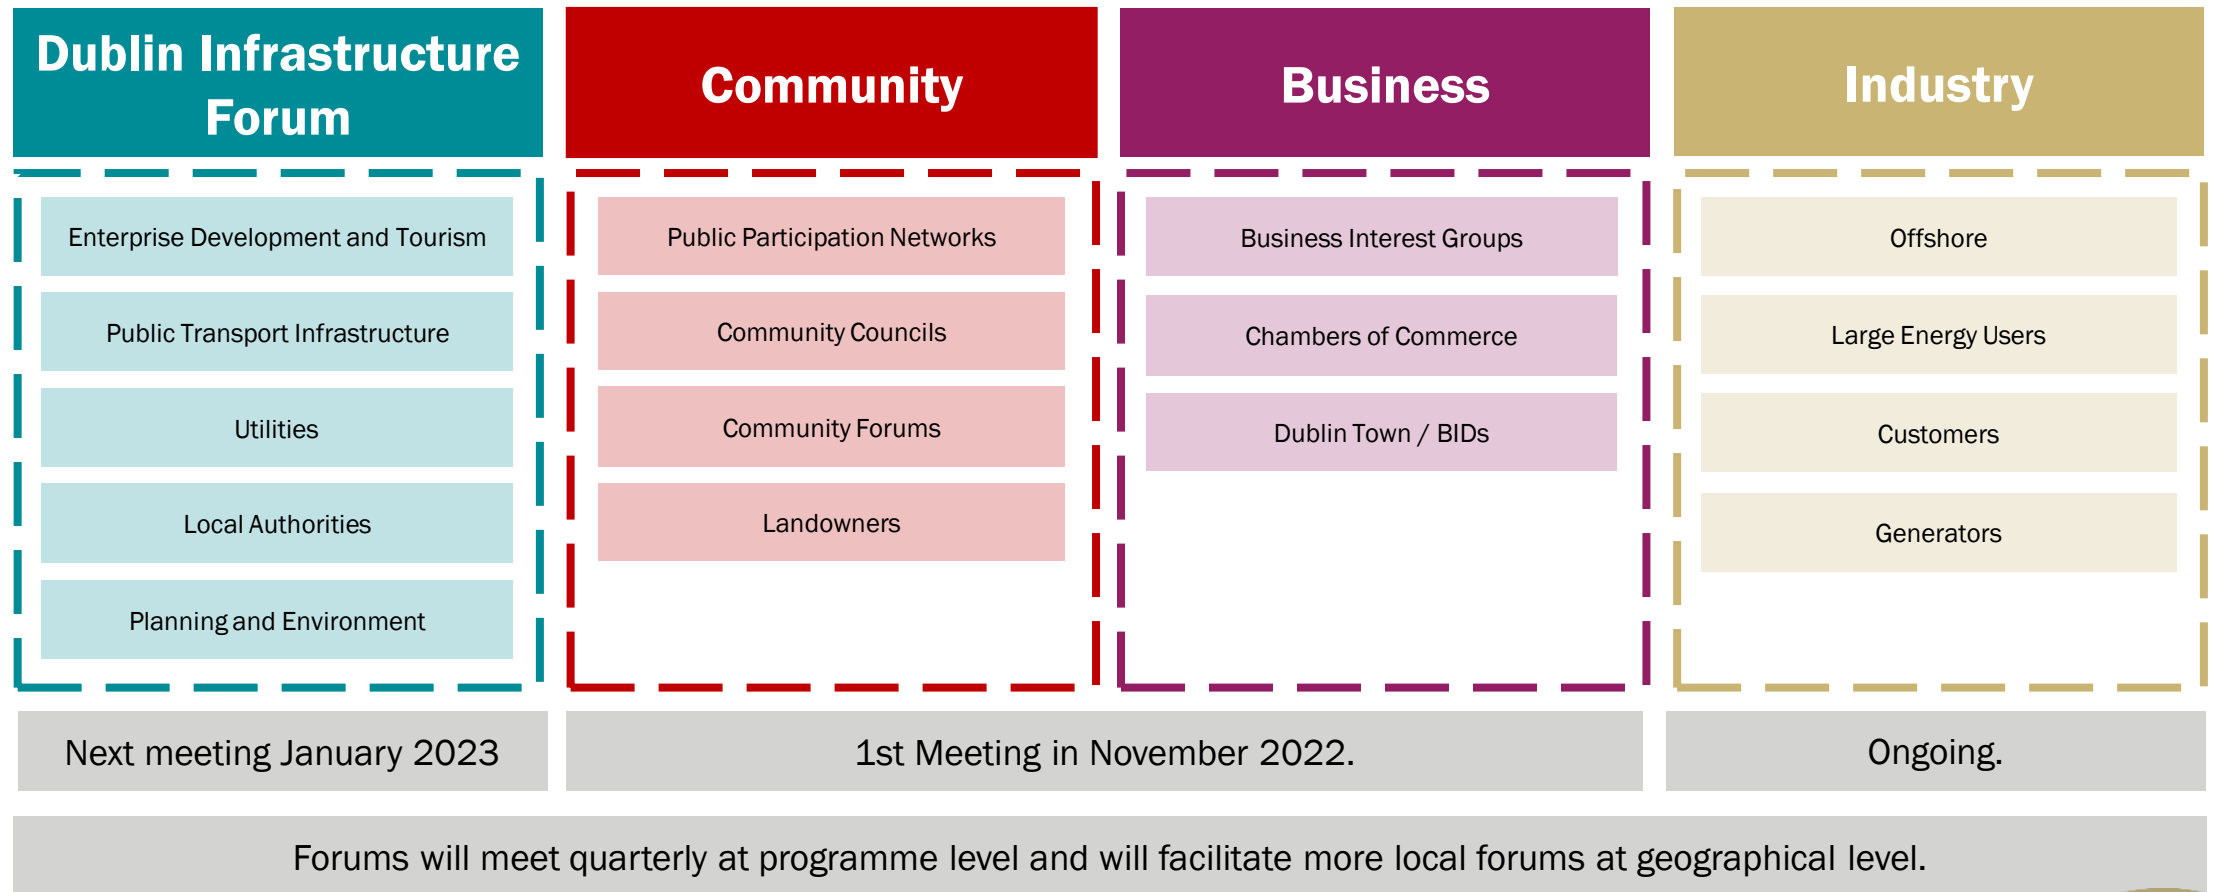 Dublin Infrastructure
Forum
Enterprise Development and Tourism
Public Transport Infrastructure
Utilities
Local Authorities
Planning and Environment
Next meeting January 2023
Community
Public Participation Networks
Community Councils
Community Forums
Landowners
Business
Business Interest Groups
Chambers of Commerce
Dublin Town / BIDs
1st Meeting in November 2022.
Industry
Offshore
Large Energy Users
Customers
Generators
Ongoing.
Forums will meet quarterly at programme level and will facilitate more local forums at geographical level.